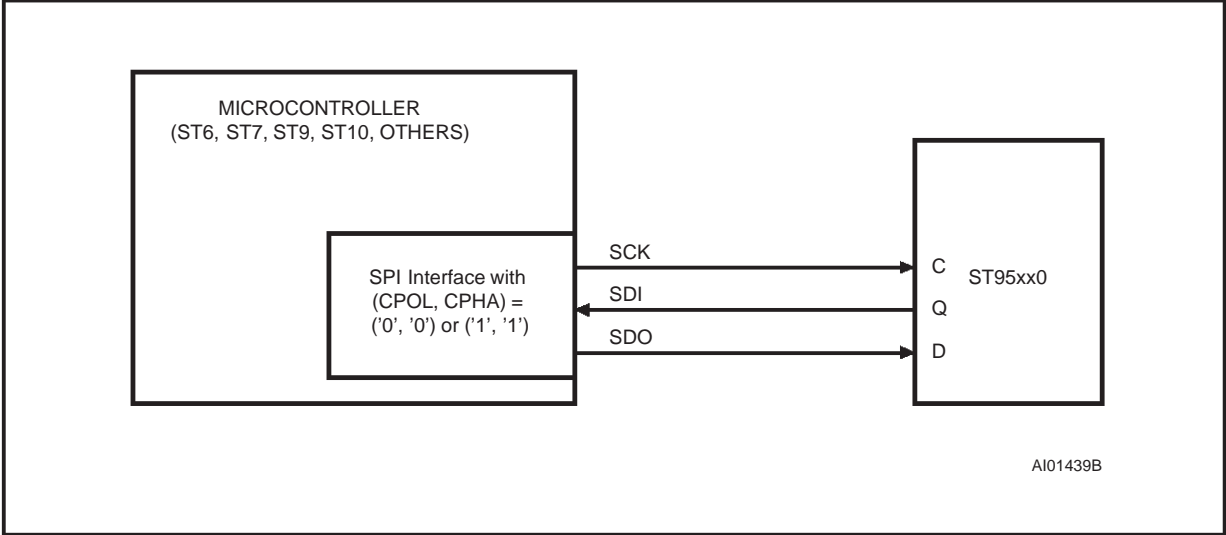 MICROCONTROLLER
(ST6, ST7, ST9, ST10, OTHERS)
SPI Interface with
(CPOL, CPHA) =
('0', '0') or ('1', '1')
SCK
SDI
SDO
C
Q
D
ST95xx0
AI01439B